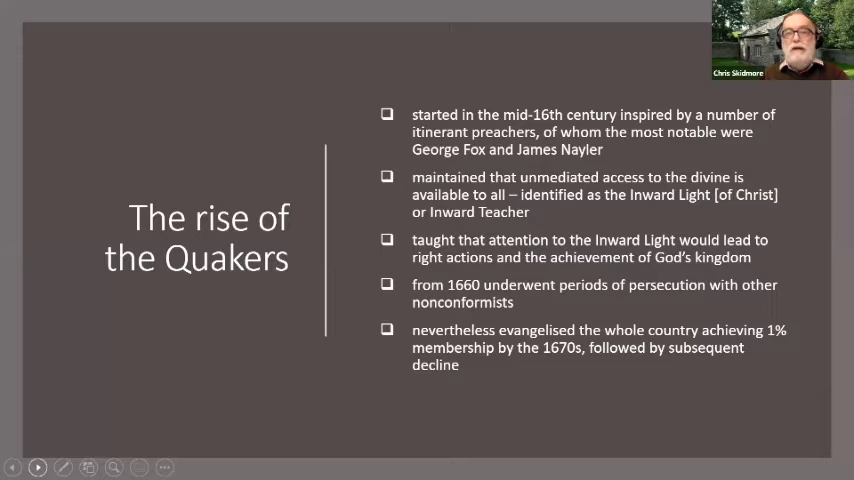 Chris Skidmore
The rise of
the Quakers
started in the mid-16th century inspired by a number of
itinerant preachers, of whom the most notable were
George Fox and James Nayler
maintained that unmediated access to the divine is
available to all – identified as the Inward Light [of Christ]
or Inward Teacher
taught that attention to the Inward Light would lead to
right actions and the achievement of God's kingdom
from 1660 underwent periods of persecution with other
nonconformists
nevertheless evangelised the whole country achieving 1%
membership by the 1670s, followed by subsequent
decline